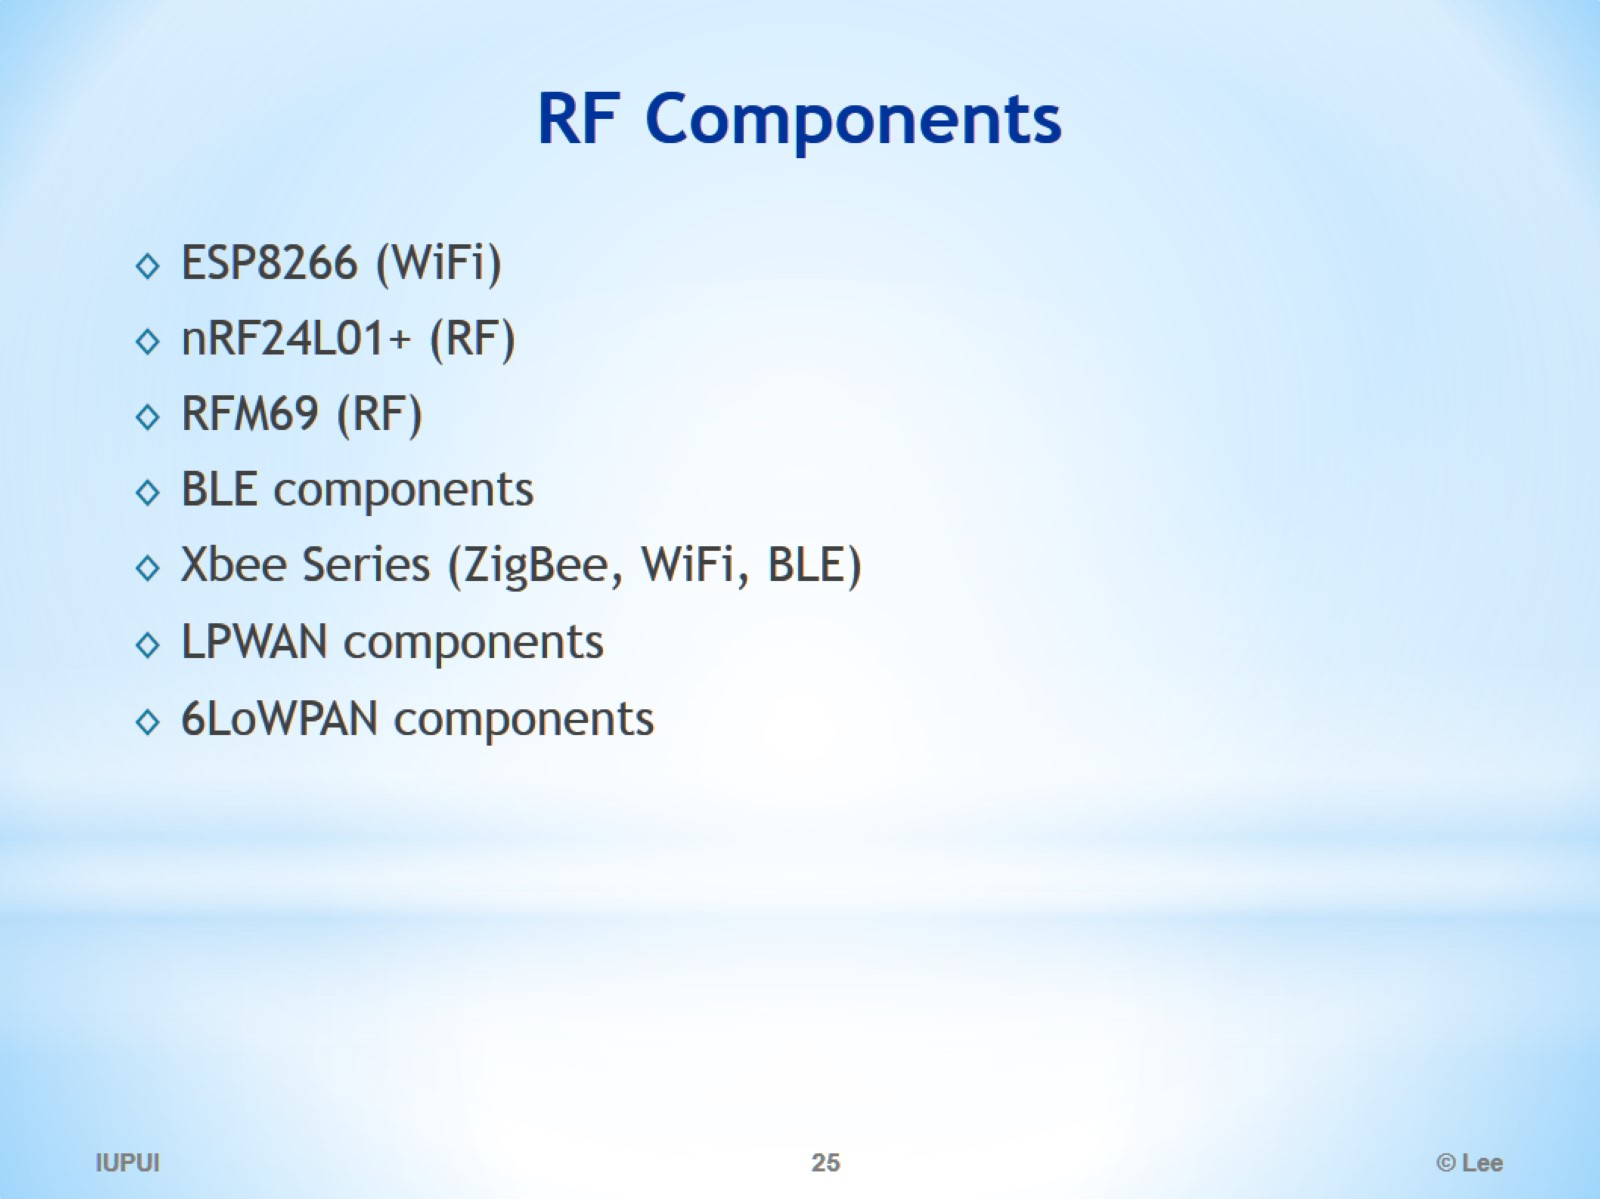 RF Components
◇ ESP8266 (WiFi)
◇ nRF24L01+ (RF)
◇ RFM69 (RF)
◇ BLE components
◇ Xbee Series (ZigBee, WiFi, BLE)
◇ LPWAN components
◇ 6LoWPAN components
IUPUI 25 © Lee